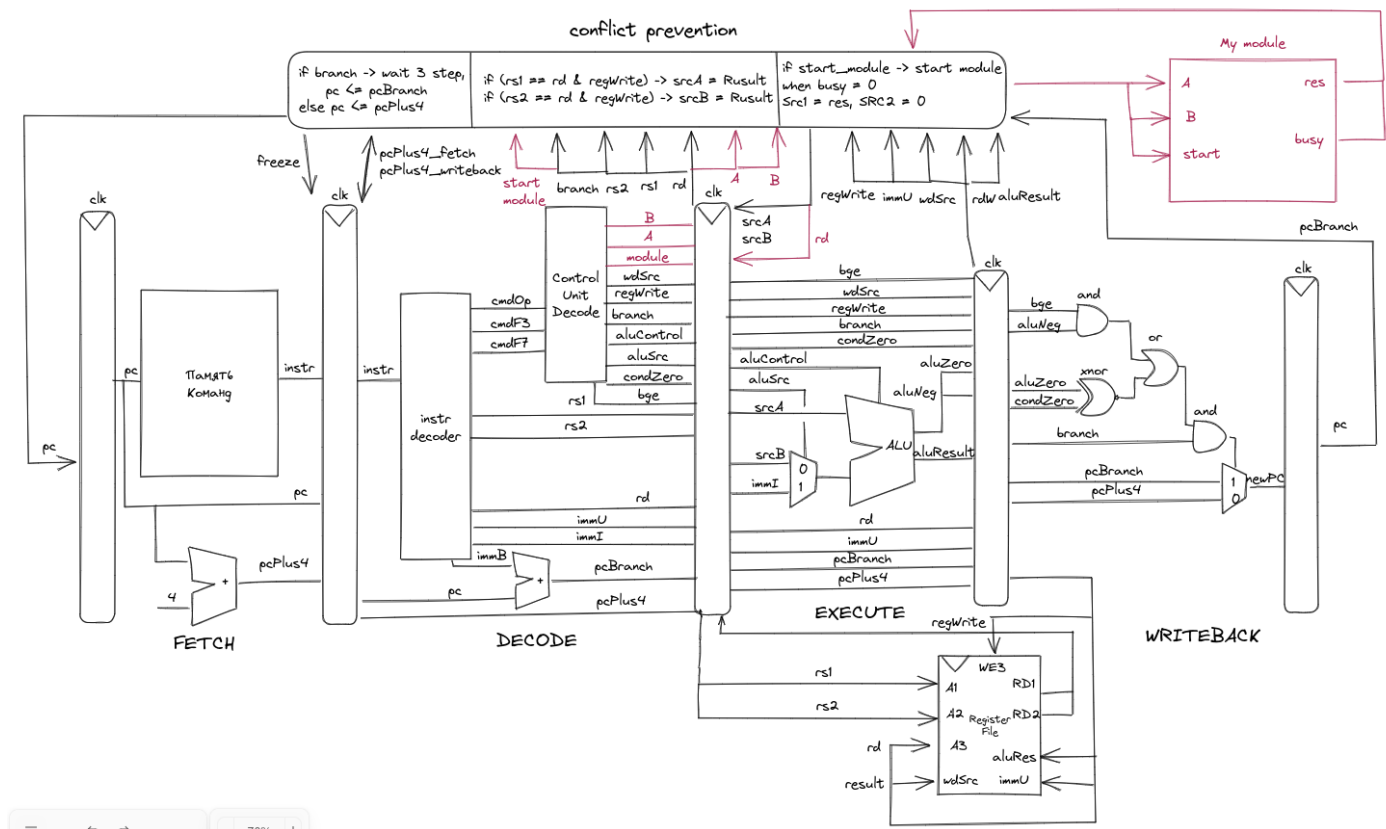 conflict prevention
if branch -> wait 3 step,
pc <= pcBranch
else pc <= pcPlus4
if (rs1 == rd & regWrite) -> srcA = Rusult
if (rs2 == rd & regWrite) -> srcB = Rusult
if start_module -> start module
when busy = 0
Src1 = res, SRC2 = 0
My module
A
res
B
busy
start
freeze
pcPlus4_fetch
pcPlus4_writeback
start
module
branch
rs2
rs1
rd
A
B
regWrite
immU
wdSrc
rdW
aluResult
clk
clk
clk
srcA
srcB
rd
pcBranch
clk
clk
pc
pc
Память
Команд
instr
instr
pc
4
+
pcPlus4
FETCH
instr
decoder
cmdOp
cmdF3
cmdF7
Control
Unit
Decode
B
A
module
wdSrc
regWrite
branch
aluControl
aluSrc
condZero
bge
rs1
rs2
rd
immU
immI
immB
+
pc
pcBranch
pcPlus4
DECODE
bge
wdSrc
regWrite
branch
condZero
aluControl
aluSrc
srcA
srcB
immI
0
1
ALU
aluZero
aluNeg
aluResult
rd
immU
pcBranch
pcPlus4
EXECUTE
bge
aluNeg
and
or
aluZero
condZero
xnor
and
branch
pcBranch
pcPlus4
1
0
newPC
pc
WRITEBACK
regWrite
rs1
rs2
rd
result
WE3
A1
RD1
A2
Register
File
RD2
A3
aluRes
wdSrc
immU